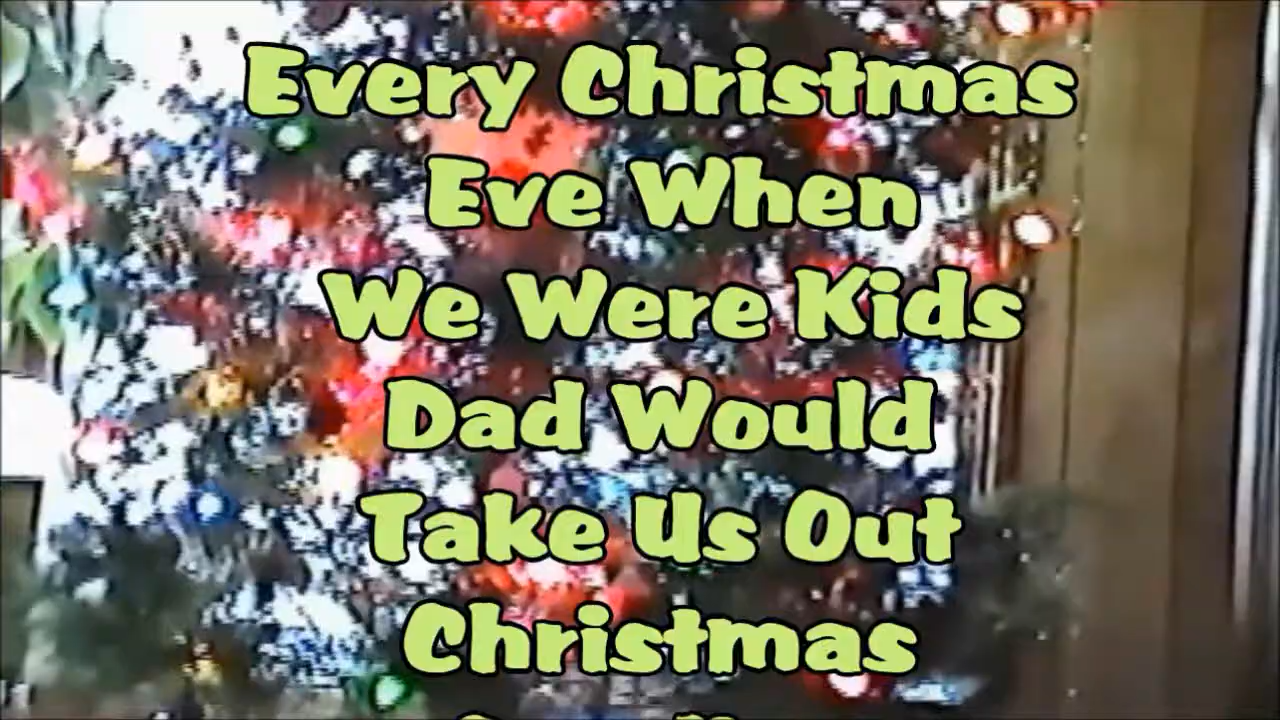 Every Christmas
Eve When
We Were Kids
Dad Would
Take Us Out
Christmas